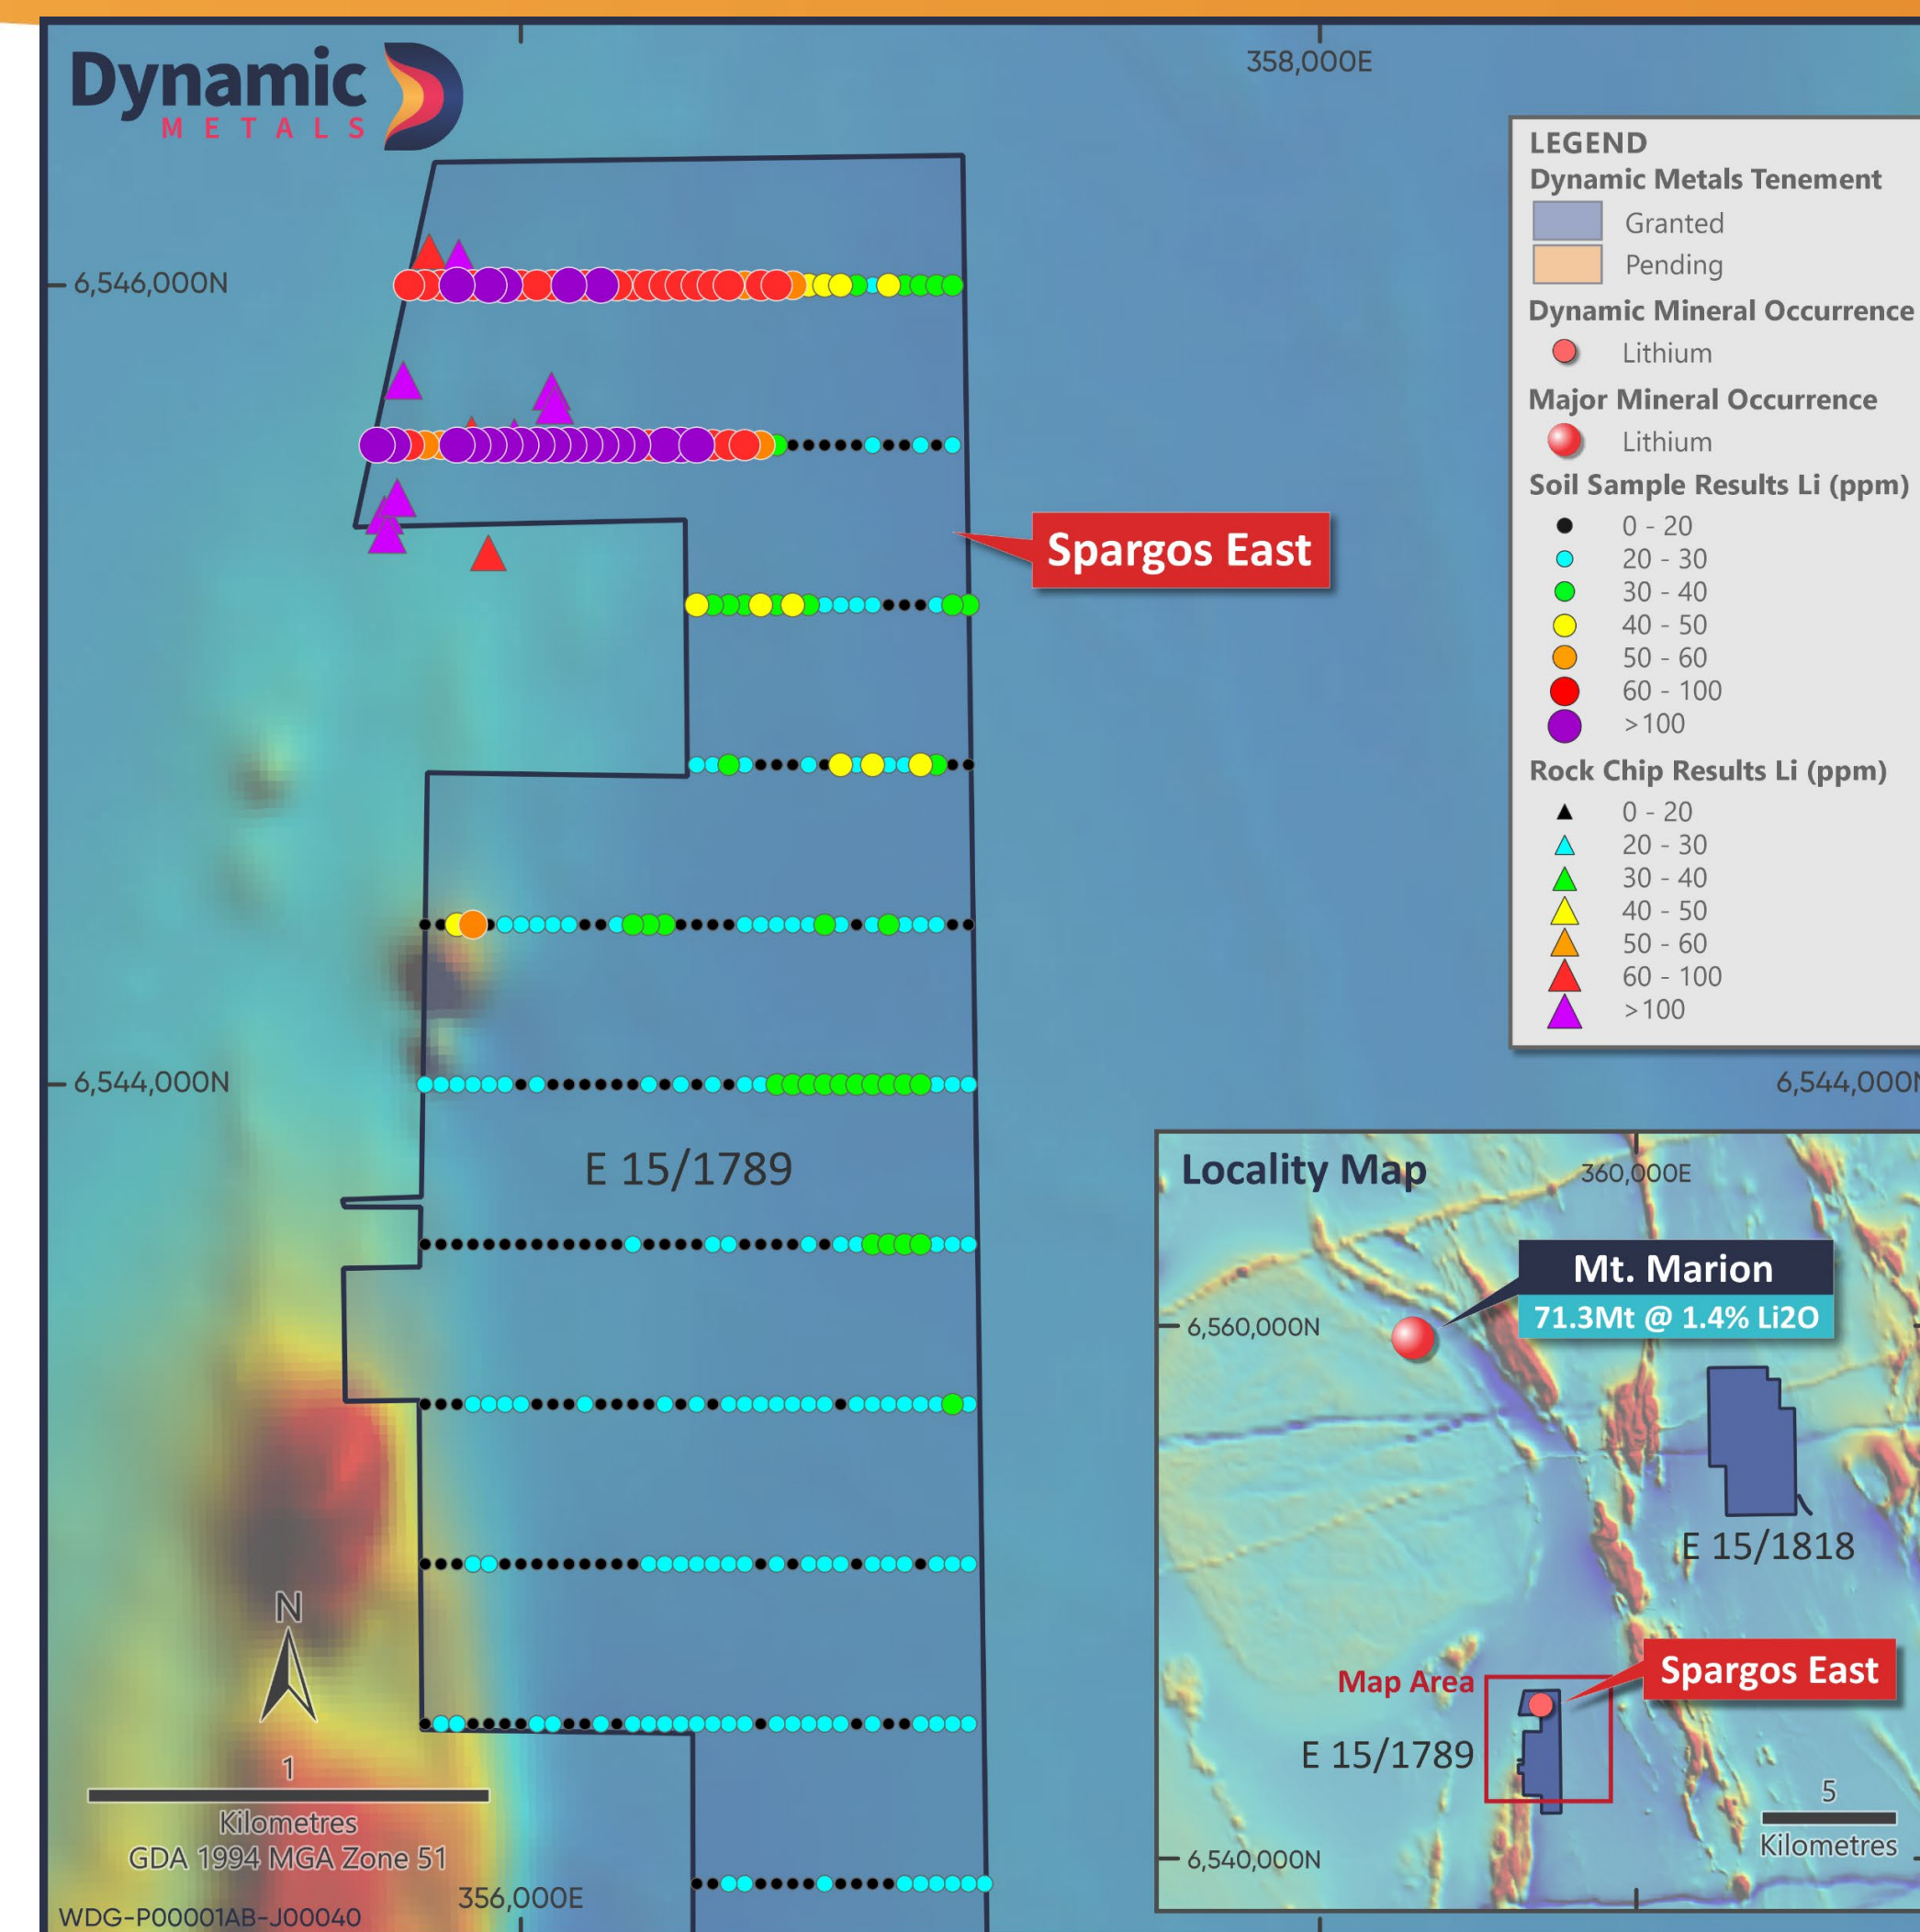 Dynamic
METALS
358,000E
6,546,000N
LEGEND
Dynamic Metals Tenement
Granted
Pending
Dynamic Mineral Occurrence
Lithium
Major Mineral Occurrence
Lithium
Soil Sample Results Li (ppm)
0 - 20
20 - 30
30 - 40
40 - 50
50 - 60
60 - 100
>100
Rock Chip Results Li (ppm)
0 - 20
20 - 30
30 - 40
40 - 50
50 - 60
60 - 100
>100
Spargos East
6,544,000N
6,544,000N
E 15/1789
Locality Map
360,000E
Mt. Marion
71.3Mt @ 1.4% Li2O
6,560,000N
E 15/1818
Spargos East
Map Area
E 15/1789
5
Kilometres
6,540,000N
N
1
Kilometres
GDA 1994 MGA Zone 51
356,000E
WDG-P00001AB-J00040